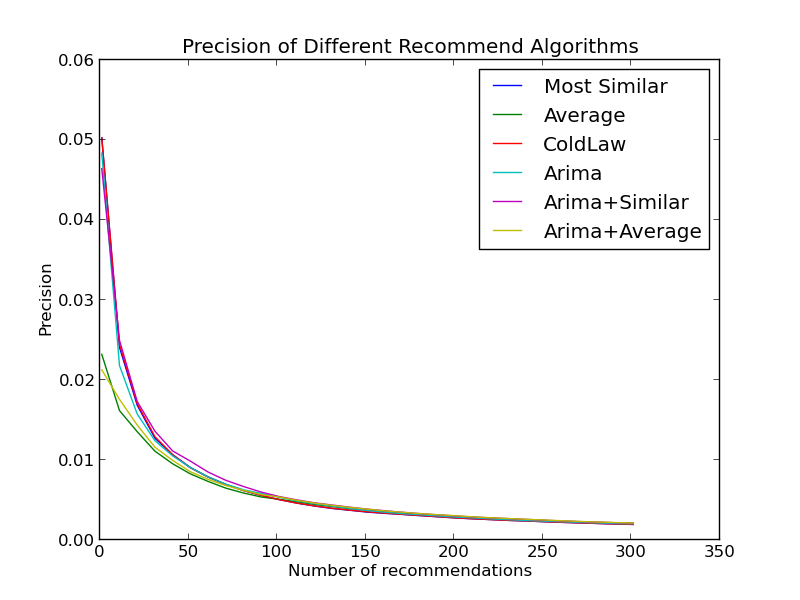 Precision of Different Recommend Algorithms
0.06
0.05
0.04
0.03
0.02
0.01
0.00
Precision
Most Similar
Average
ColdLaw
Arima
Arima+Similar
Arima+Average
0 50 100 150 200 250 300 350
Number of recommendations